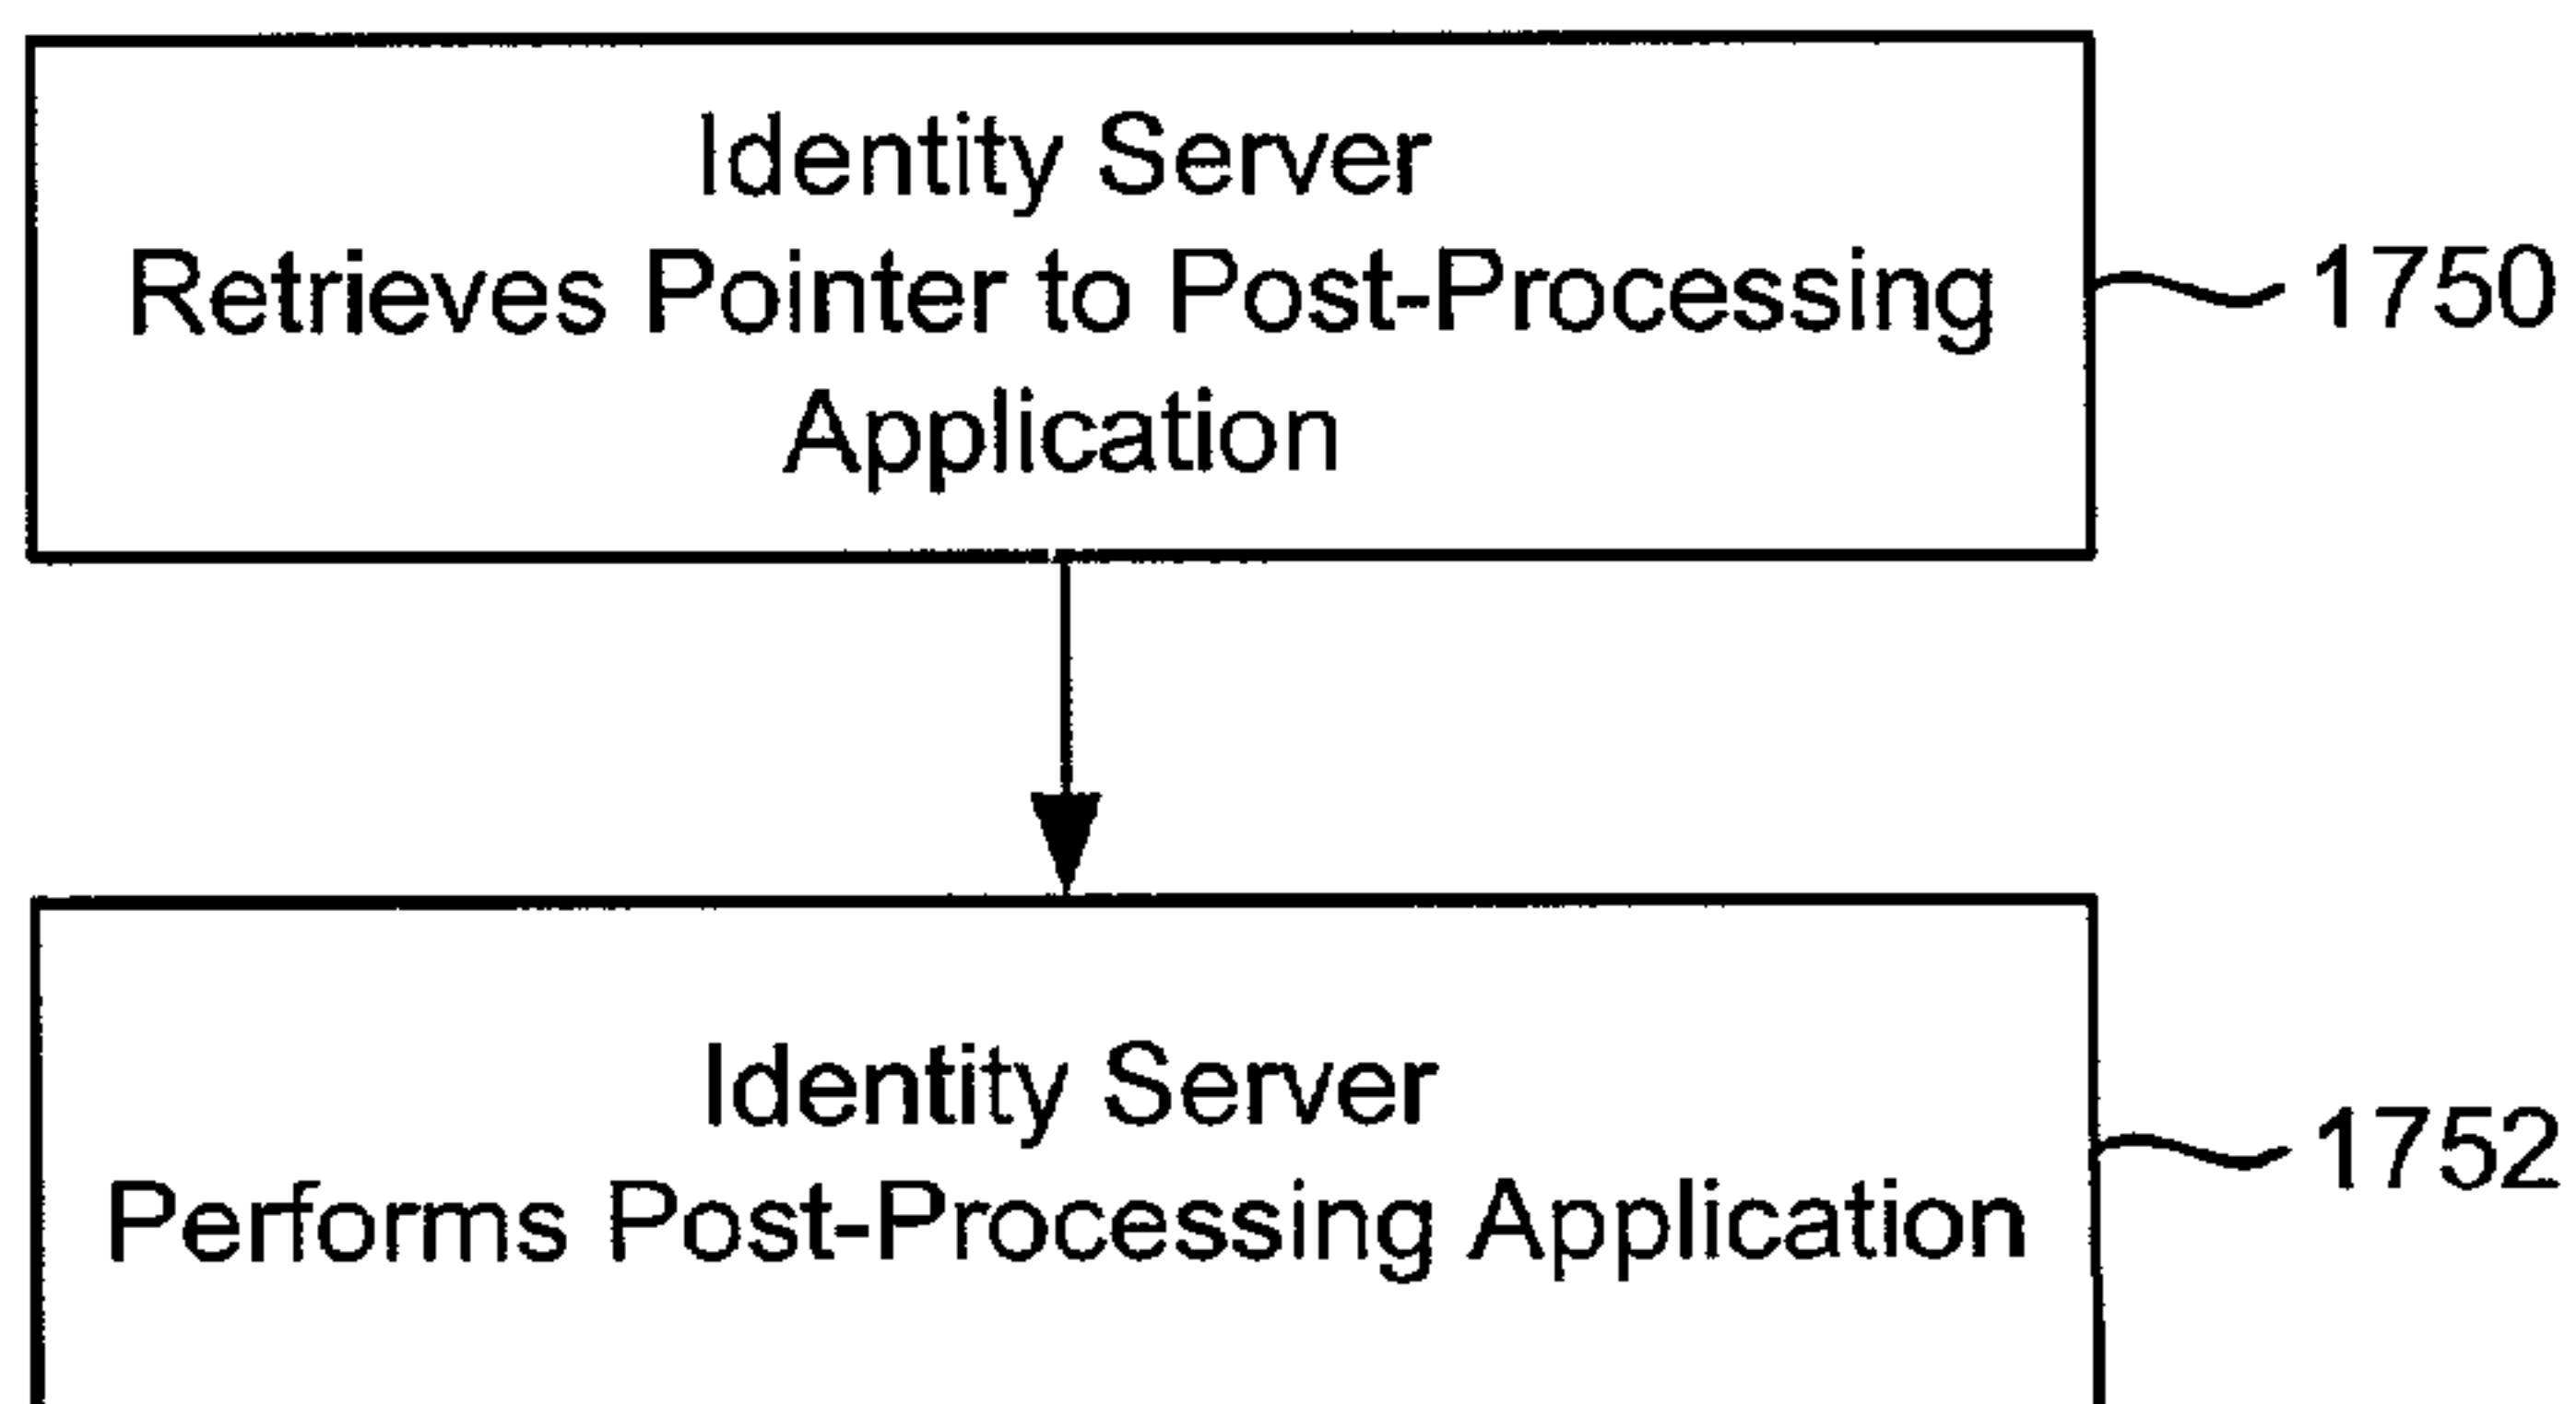 Identity Server
Retrieves Pointer to Post-Processing
Application
1750
Identity Server
Performs Post-Processing Application
1752